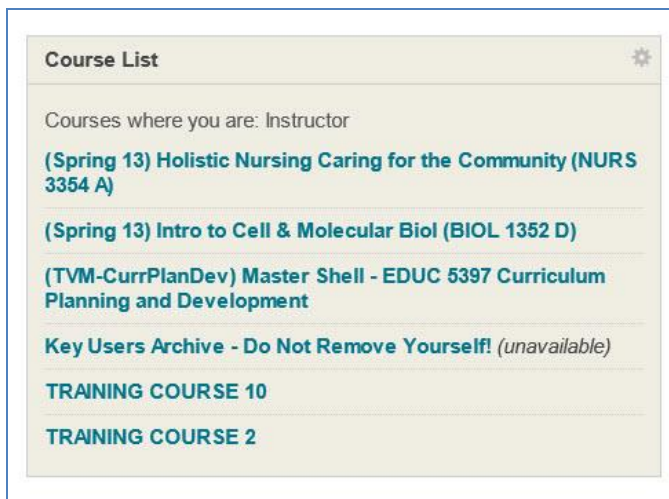 Course List
Courses where you are: Instructor
(Spring 13) Holistic Nursing Caring for the Community (NURS
3354 A)
(Spring 13) Intro to Cell & Molecular Biol (BIOL 1352 D)
(TVM-CurrPlanDev) Master Shell - EDUC 5397 Curriculum
Planning and Development
Key Users Archive - Do Not Remove Yourself! (unavailable)
TRAINING COURSE 10
TRAINING COURSE 2